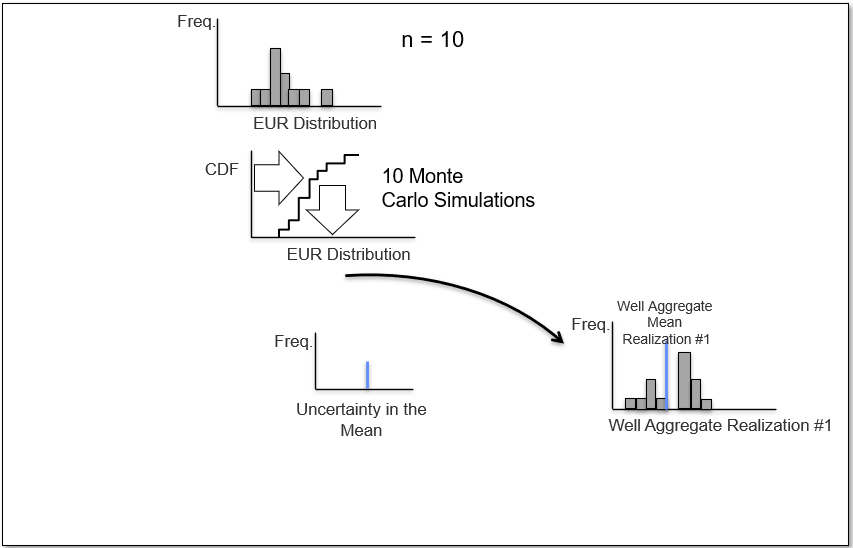 Freq.
n = 10
EUR Distribution
CDF
10 Monte
Carlo Simulations
EUR Distribution
Well Aggregate
Mean
Realization #1
Freq.
Freq.
Uncertainty in the
Mean
Well Aggregate Realization #1